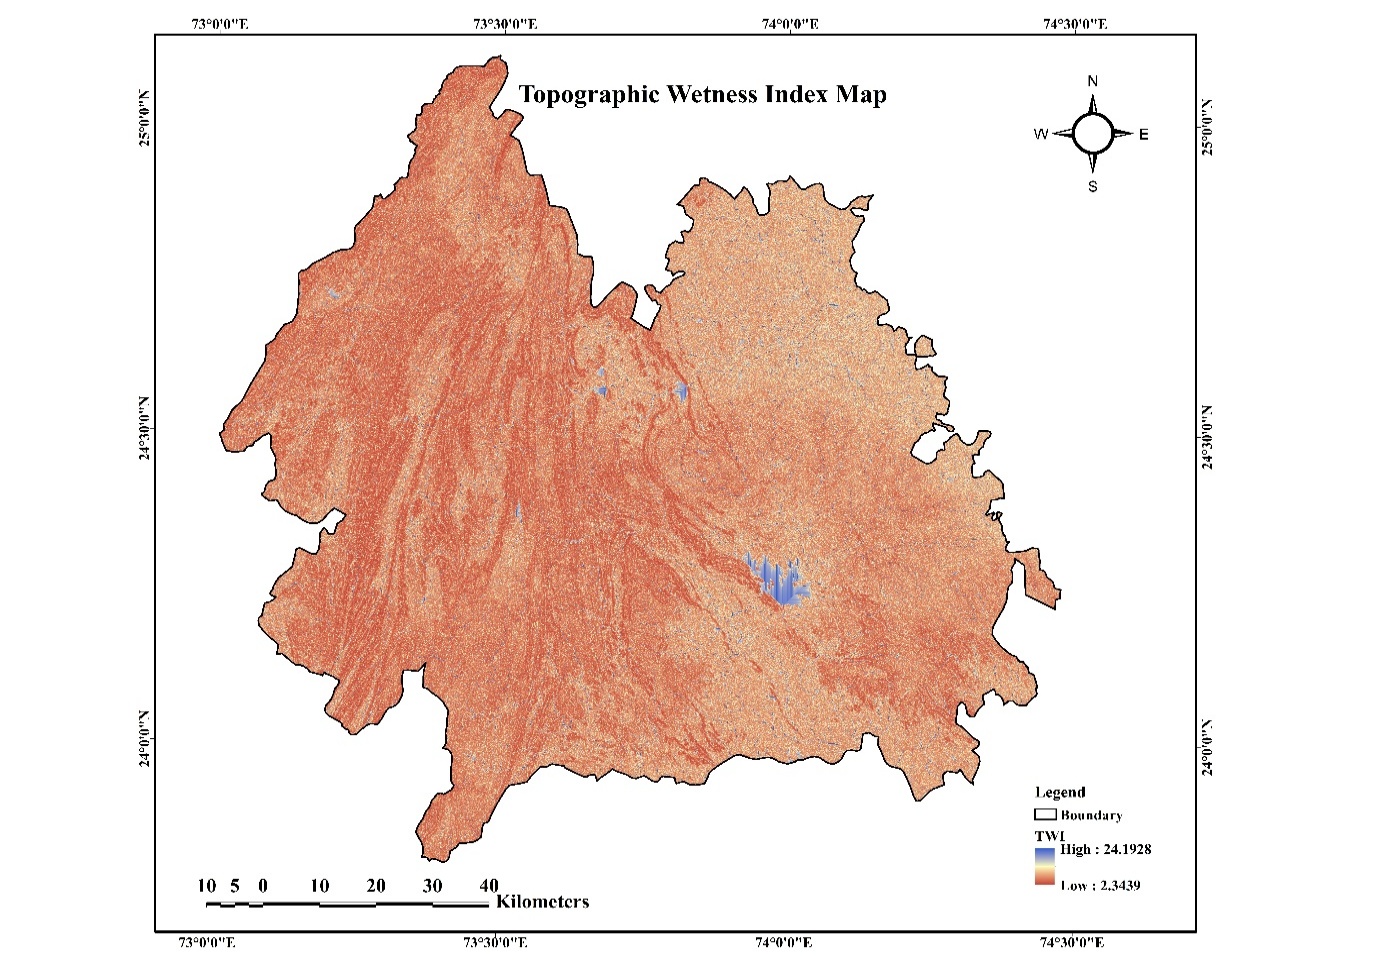 73°0'0"E 73°30'0"E 74°0'0"E 74°30'0"E
Topographic Wetness Index Map
N
W E
S
25°0'0"N 25°0'0"N
24°30'0"N 24°30'0"N
24°0'0"N 24°0'0"N
Legend
Boundary
TWI
High : 24.1928
Low : 2.3439
10 5 0 10 20 30 40
Kilometers
73°0'0"E 73°30'0"E 74°0'0"E 74°30'0"E